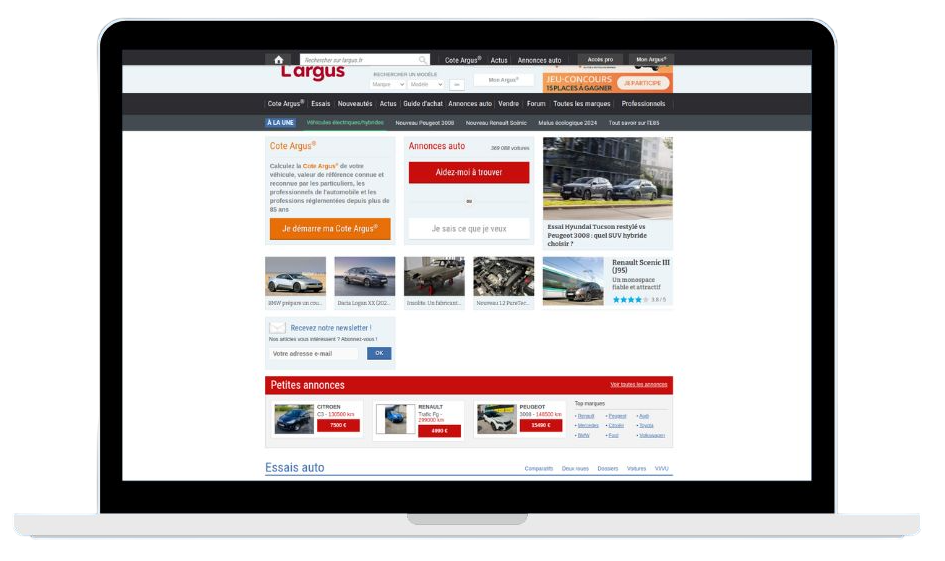 Rechercher sur largus.fr
Cote Argus® Actus Annonces auto
Accès pro
Mon Argus®
L'argus
RECHERCHER UN MODÈLE
Marque
Modèle
Mon Argus®
JEU-CONCOURS
15 PLACES À GAGNER
JE PARTICIPE
Cote Argus® Essais Nouveautés Actus Guide d'achat Annonces auto Vendre Forum Toutes les marques Professionnels
À LA UNE Véhicules électriques/hybrides Nouveau Peugeot 3008 Nouveau Renault Scénic Malus écologique 2024 Tout savoir sur l'E85
Cote Argus®
Calculez la Cote Argus® de votre
véhicule, valeur de référence connue et
reconnue par les particuliers, les
professionnels de l'automobile et les
professions réglementées depuis plus de
85 ans
Je démarre ma Cote Argus®
Annonces auto
369 088 voitures
Aidez-moi à trouver
ou
Je sais ce que je veux
Essai Hyundai Tucson restylé vs
Peugeot 3008 : quel SUV hybride
choisir ?
BMW prépare un cou...
Dacia Logan XX (202...
Insolite. Un fabricant...
Nouveau 1.2 PureTec...
Renault Scenic III
(J95)
Un monospace
fiable et attractif
3.8 / 5
Recevez notre newsletter !
Nos articles vous intéressent ? Abonnez-vous !
Votre adresse e-mail
OK
Petites annonces
Voir toutes les annonces
CITROEN
C3 - 130500 km
7500 €
RENAULT
Trafic Fg -
299000 km
4990 €
PEUGEOT
3008 - 146500 km
15490 €
Top marques
• Renault • Peugeot • Audi
• Mercedes • Citroën • Toyota
• BMW • Ford • Volkswagen
Essais auto
Comparatifs Deux roues Dossiers Voitures VXVU